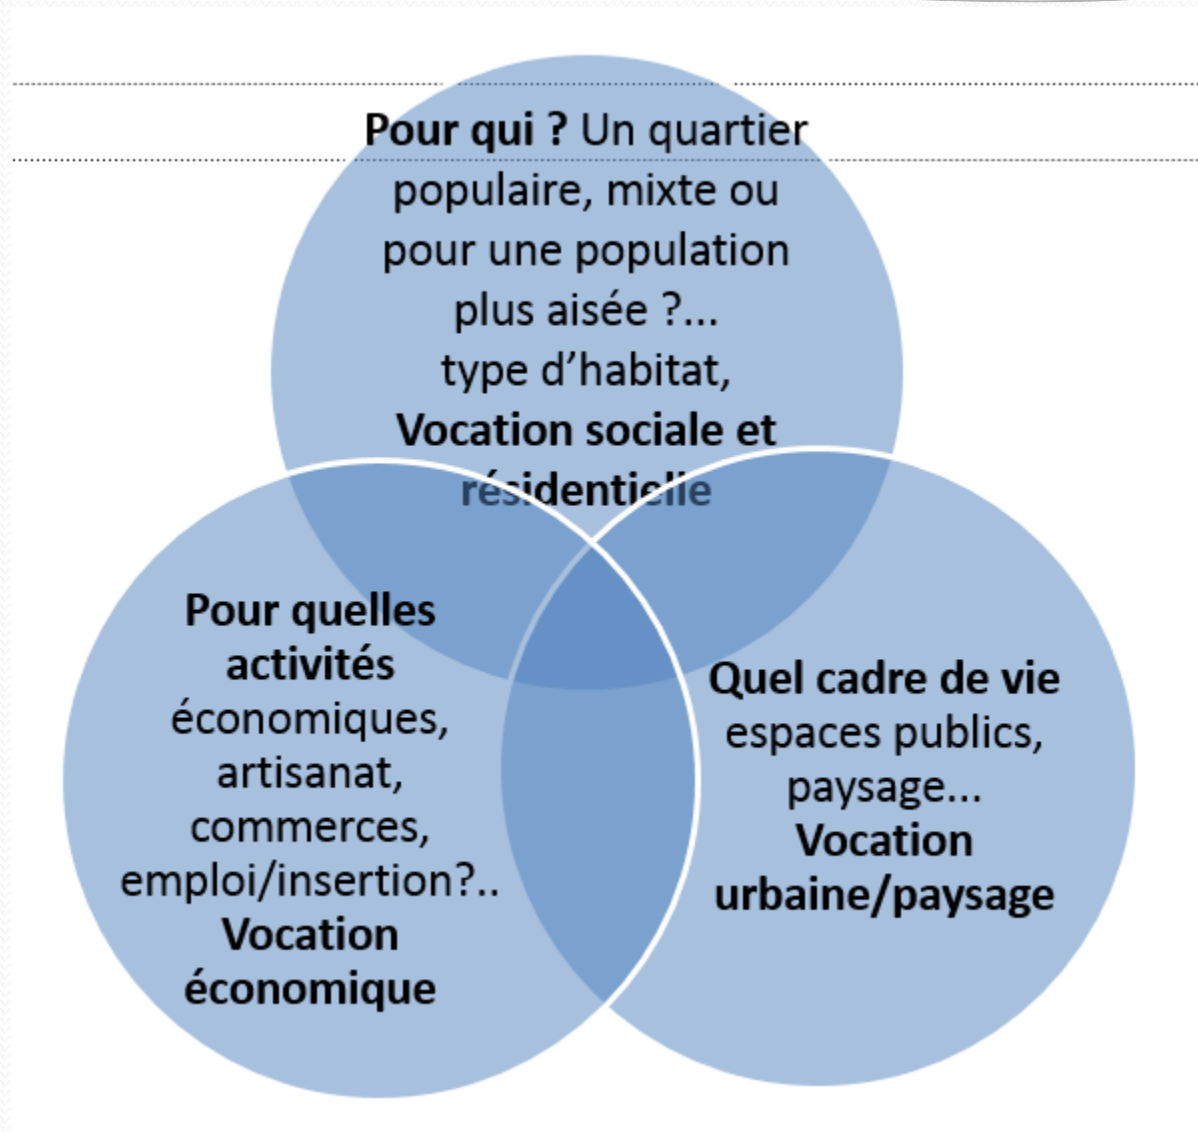 Pour qui ? Un quartier
populaire, mixte ou
pour une population
plus aisée ?...
type d’habitat,
Vocation sociale et
résidentielle
Pour quelles
activités
économiques,
artisanat,
commerces,
emploi/insertion?..
Vocation
économique
Quel cadre de vie
espaces publics,
paysage...
Vocation
urbaine/paysage